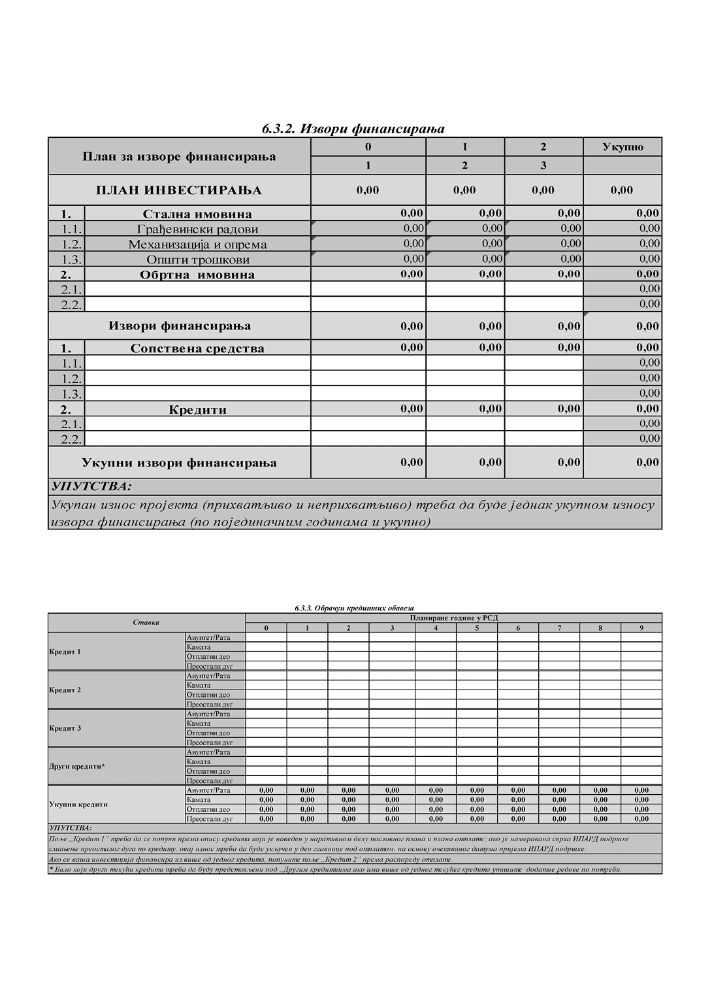 6.3.2. Извори финансирања
План за изворе финансирања 0 1 2 Укупно
1 2 3
ПЛАН ИНВЕСТИРАЊА 0,00 0,00 0,00 0,00
1. Стална имовина 0,00 0,00 0,00 0,00
1.1. Грађевински радови 0,00 0,00 0,00 0,00
1.2. Механизација и опрема 0,00 0,00 0,00 0,00
1.3. Општи трошкови 0,00 0,00 0,00 0,00
2. Обртна имовина 0,00 0,00 0,00 0,00
2.1. 0,00
2.2. 0,00
Извори финансирања 0,00 0,00 0,00 0,00
1. Сопствена средства 0,00 0,00 0,00 0,00
1.1. 0,00
1.2. 0,00
1.3. 0,00
2. Кредити 0,00 0,00 0,00 0,00
2.1. 0,00
2.2. 0,00
Укупни извори финансирања 0,00 0,00 0,00 0,00
УПУТСТВА:
Укупан износ пројекта (прихватљиво и неприхватљиво) треба да буде једнак укупном износу
извора финансирања (по појединачним годинама и укупно)
6.3.3. Обрачун кредитних обавеза
Ставка Планиране године у РСД
0 1 2 3 4 5 6 7 8 9
Кредит 1 Ануитет/Рата
Камата
Отплатни део
Преостали дуг
Кредит 2 Ануитет/Рата
Камата
Отплатни део
Преостали дуг
Кредит 3 Ануитет/Рата
Камата
Отплатни део
Преостали дуг
Други кредити* Ануитет/Рата
Камата
Отплатни део
Преостали дуг
Укупни кредити Ануитет/Рата 0,00 0,00 0,00 0,00 0,00 0,00 0,00 0,00 0,00 0,00
Камата 0,00 0,00 0,00 0,00 0,00 0,00 0,00 0,00 0,00 0,00
Отплатни део 0,00 0,00 0,00 0,00 0,00 0,00 0,00 0,00 0,00 0,00
Преостали дуг 0,00 0,00 0,00 0,00 0,00 0,00 0,00 0,00 0,00 0,00
УПУТСТВА:
Поље ,,Кредит 1" треба да се попуни према опису кредита који је наведен у наративном делу пословног плана и плана отплате; ако је намеравана сврха ИПАРД подршке
смањење преосталог дуга по кредиту, овај износ треба да буде укључен у део главнице под отплатом, на основу очекиваног датума пријема ИПАРД подршке.
Ако се ваша инвестиција финансира из више од једног кредита, попуните поље ,,Кредит 2" према распореду отплате.
* Било који други текући кредити треба да буду представљени под ,,Другим кредитиима ако има више од једног текућег кредита упишите додатне редове по потреби.